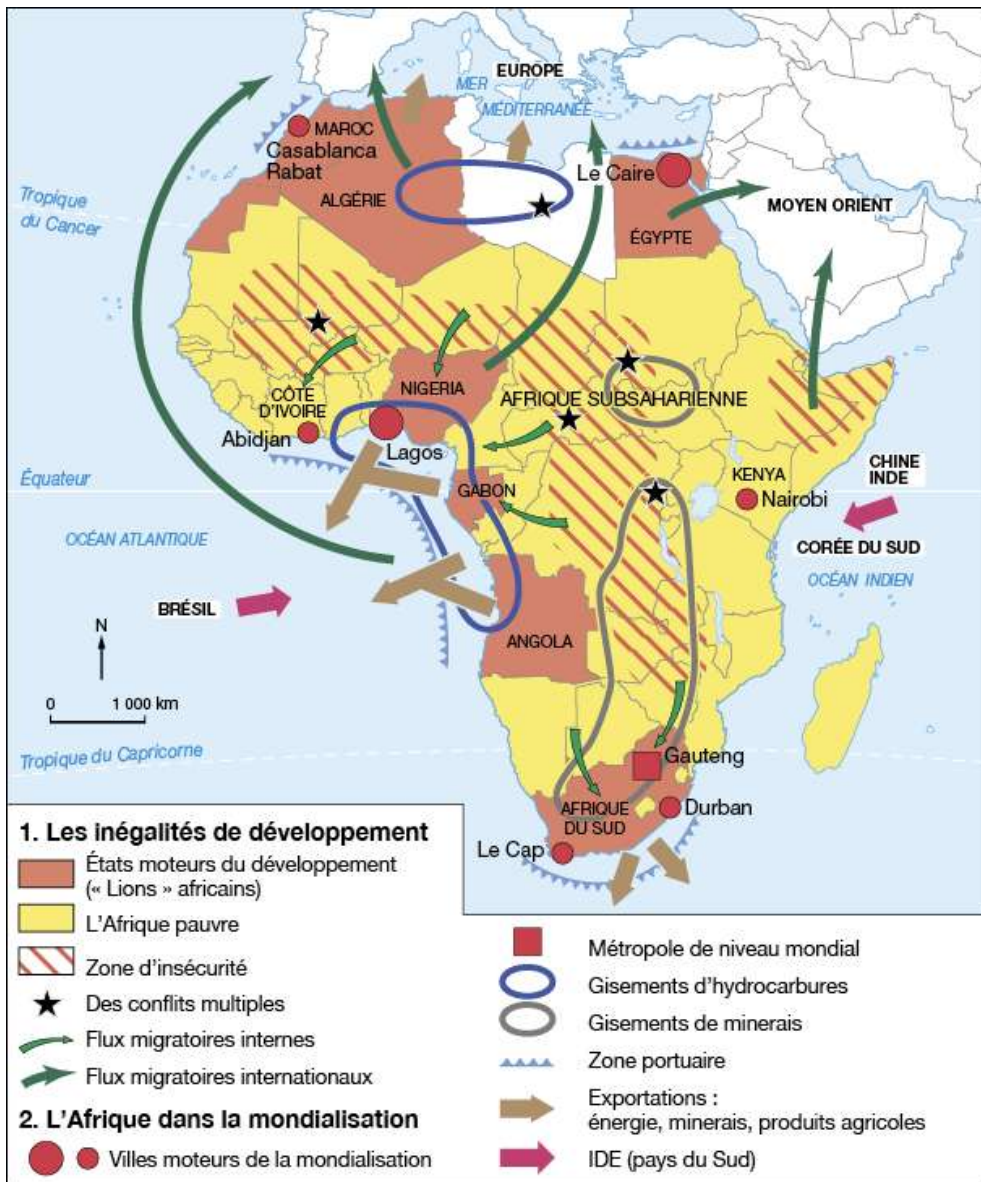 EUROPE
MER
MÉDITERRANÉE
MAROC
Casablanca
Rabat
Le Caire
Tropique
du Cancer
ALGÉRIE
MOYEN ORIENT
ÉGYPTE
CÔTE
D'IVOIRE
NIGERIA
AFRIQUE SUBSAHARIENNE
Abidjan
Lagos
Équateur
GABON
KENYA
Nairobi
CHINE
INDE
CORÉE DU SUD
OCÉAN ATLANTIQUE
OCÉAN INDIEN
BRÉSIL
ANGOLA
N
0 1 000 km
Tropique du Capricorne
Gauteng
AFRIQUE
DU SUD
Durban
Le Cap
1. Les inégalités de développement
États moteurs du développement
(« Lions » africains)
L'Afrique pauvre
Zone d'insécurité
Des conflits multiples
Flux migratoires internes
Flux migratoires internationaux
2. L'Afrique dans la mondialisation
Villes moteurs de la mondialisation
Métropole de niveau mondial
Gisements d'hydrocarbures
Gisements de minerais
Zone portuaire
Exportations :
énergie, minerais, produits agricoles
IDE (pays du Sud)